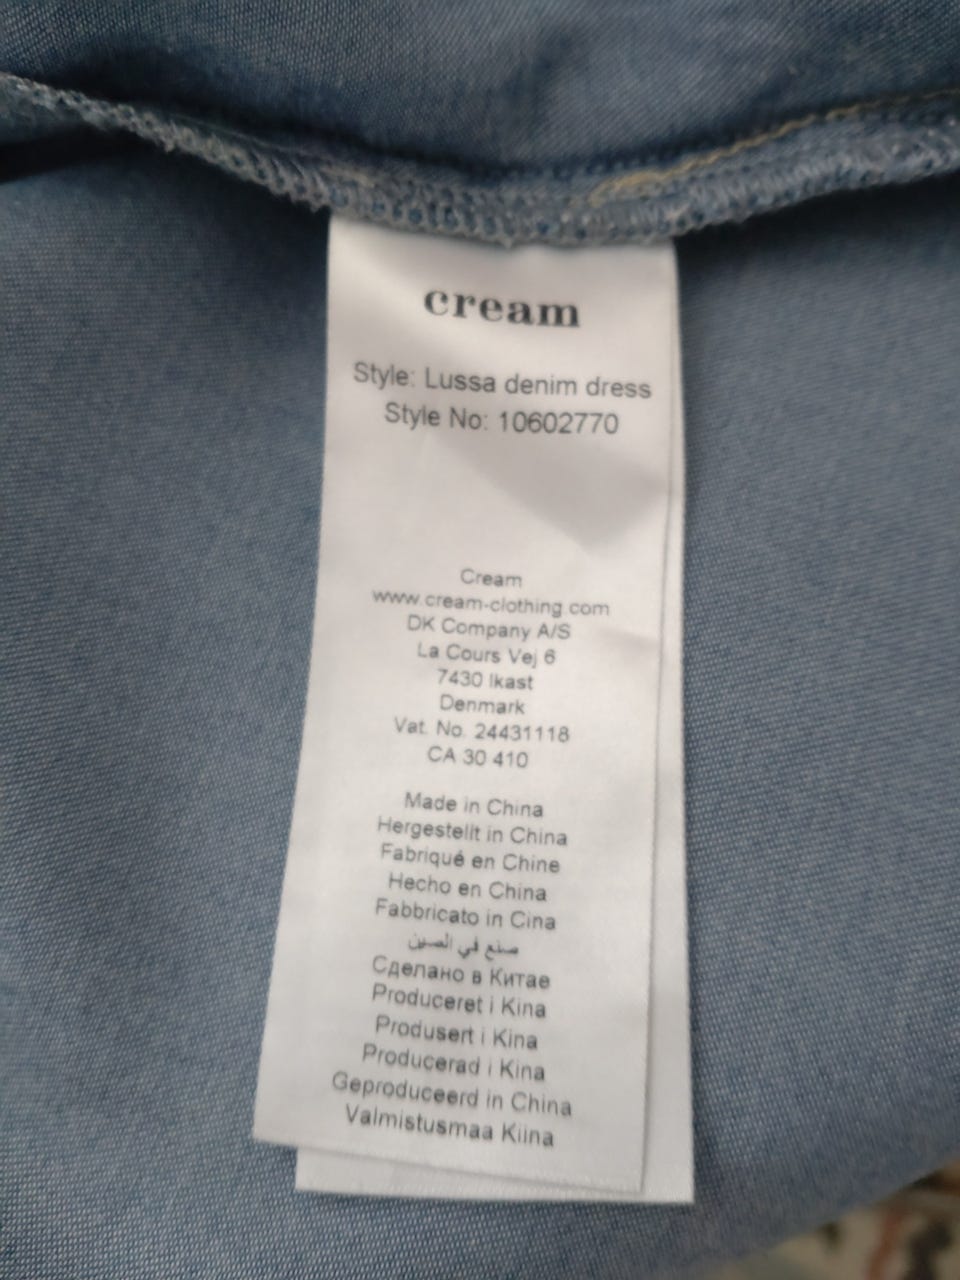 cream
Style: Lussa denim dress
Style No: 10602770
Cream
www.cream-clothing.com
DK Company A/S
La Cours Vej 6
7430 Ikast
Denmark
Vat. No. 24431118
CA 30 410
Made in China
Hergestellt in China
Fabriqué en Chine
Hecho en China
Fabbricato in Cina
صنع في الصين
Сделано в Китае
Produceret i Kina
Produsert i Kina
Producerad i Kina
Geproduceerd in China
Valmistusmaa Kiina